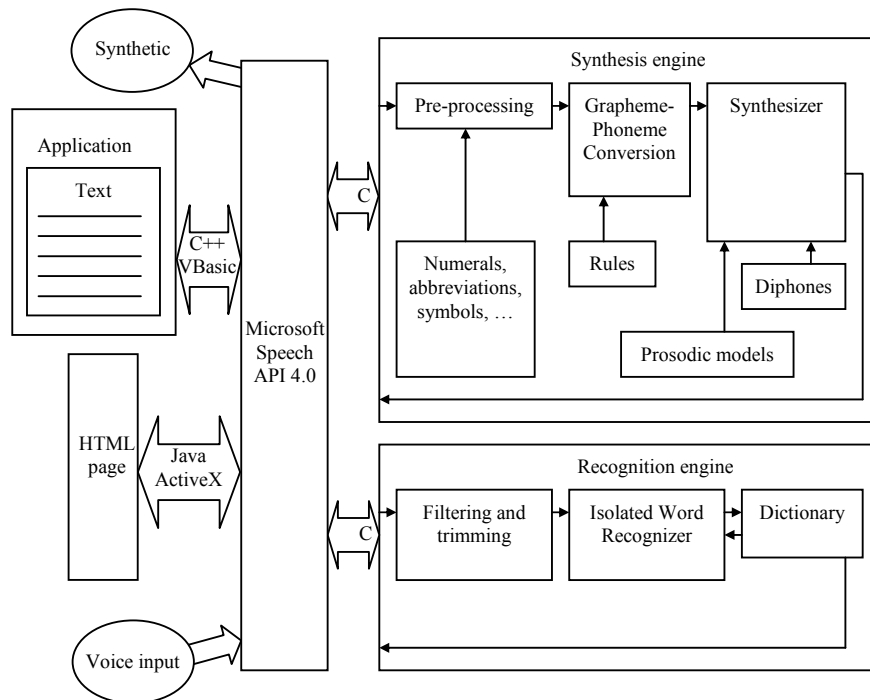 Synthetic
Application
Text
C++
VBasic
HTML
page
Java
ActiveX
Voice input
Microsoft
Speech
API 4.0
C
C
Synthesis engine
Pre-processing
Grapheme-
Phoneme
Conversion
Synthesizer
Numerals,
abbreviations,
symbols, …
Rules
Diphones
Prosodic models
Recognition engine
Filtering and
trimming
Isolated Word
Recognizer
Dictionary